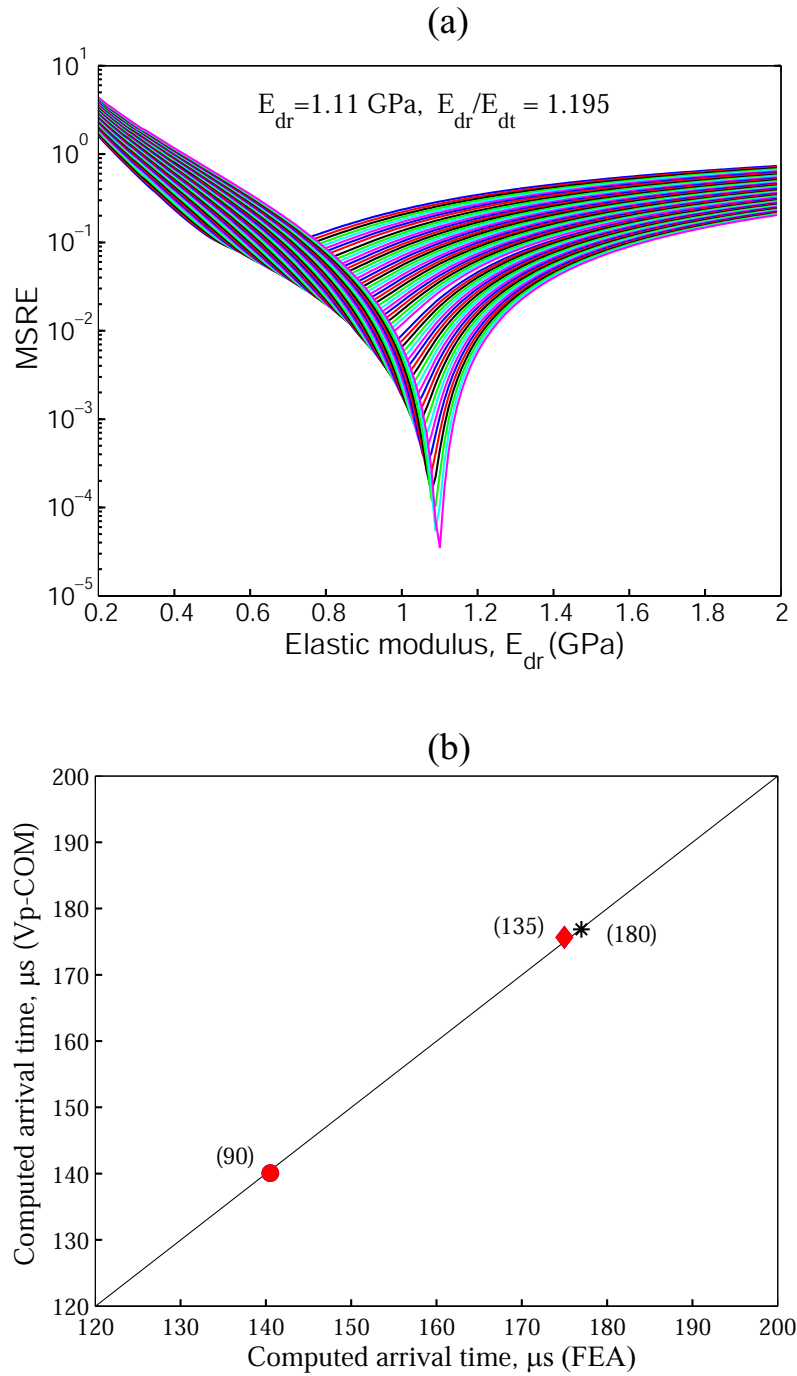 (a)
E_dr=1.11 GPa, E_dr/E_dt = 1.195
MSRE
10^1
10^0
10^−1
10^−2
10^−3
10^−4
10^−5
0.2 0.4 0.6 0.8 1 1.2 1.4 1.6 1.8 2
Elastic modulus, E_dr (GPa)
(b)
Computed arrival time, μs (Vp-COM)
200
190
180
170
160
150
140
130
120
(135)
(180)
(90)
120 130 140 150 160 170 180 190 200
Computed arrival time, μs (FEA)